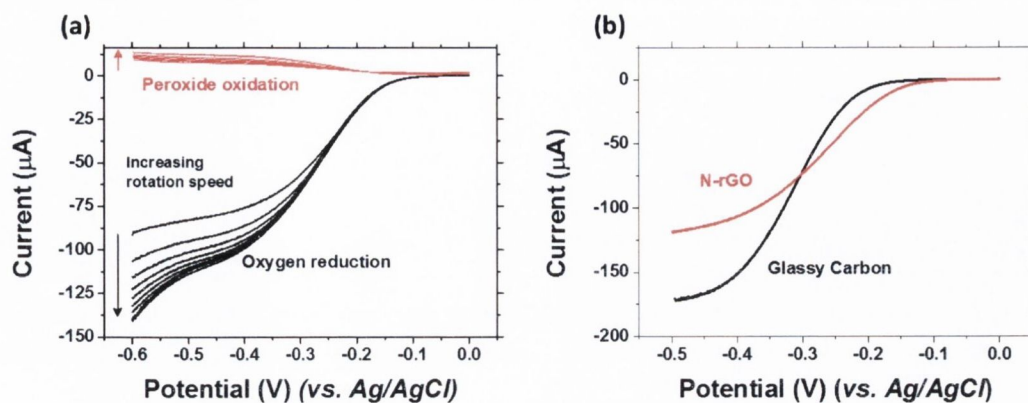 (a)
0
-25
-50
-75
-100
-125
-150
Current (µA)
Peroxide oxidation
Increasing
rotation speed
Oxygen reduction
-0.6 -0.5 -0.4 -0.3 -0.2 -0.1 0.0
Potential (V) (vs. Ag/AgCl)
(b)
0
-50
-100
-150
-200
Current (µA)
N-rGO
Glassy Carbon
-0.5 -0.4 -0.3 -0.2 -0.1 0.0
Potential (V) (vs. Ag/AgCl)